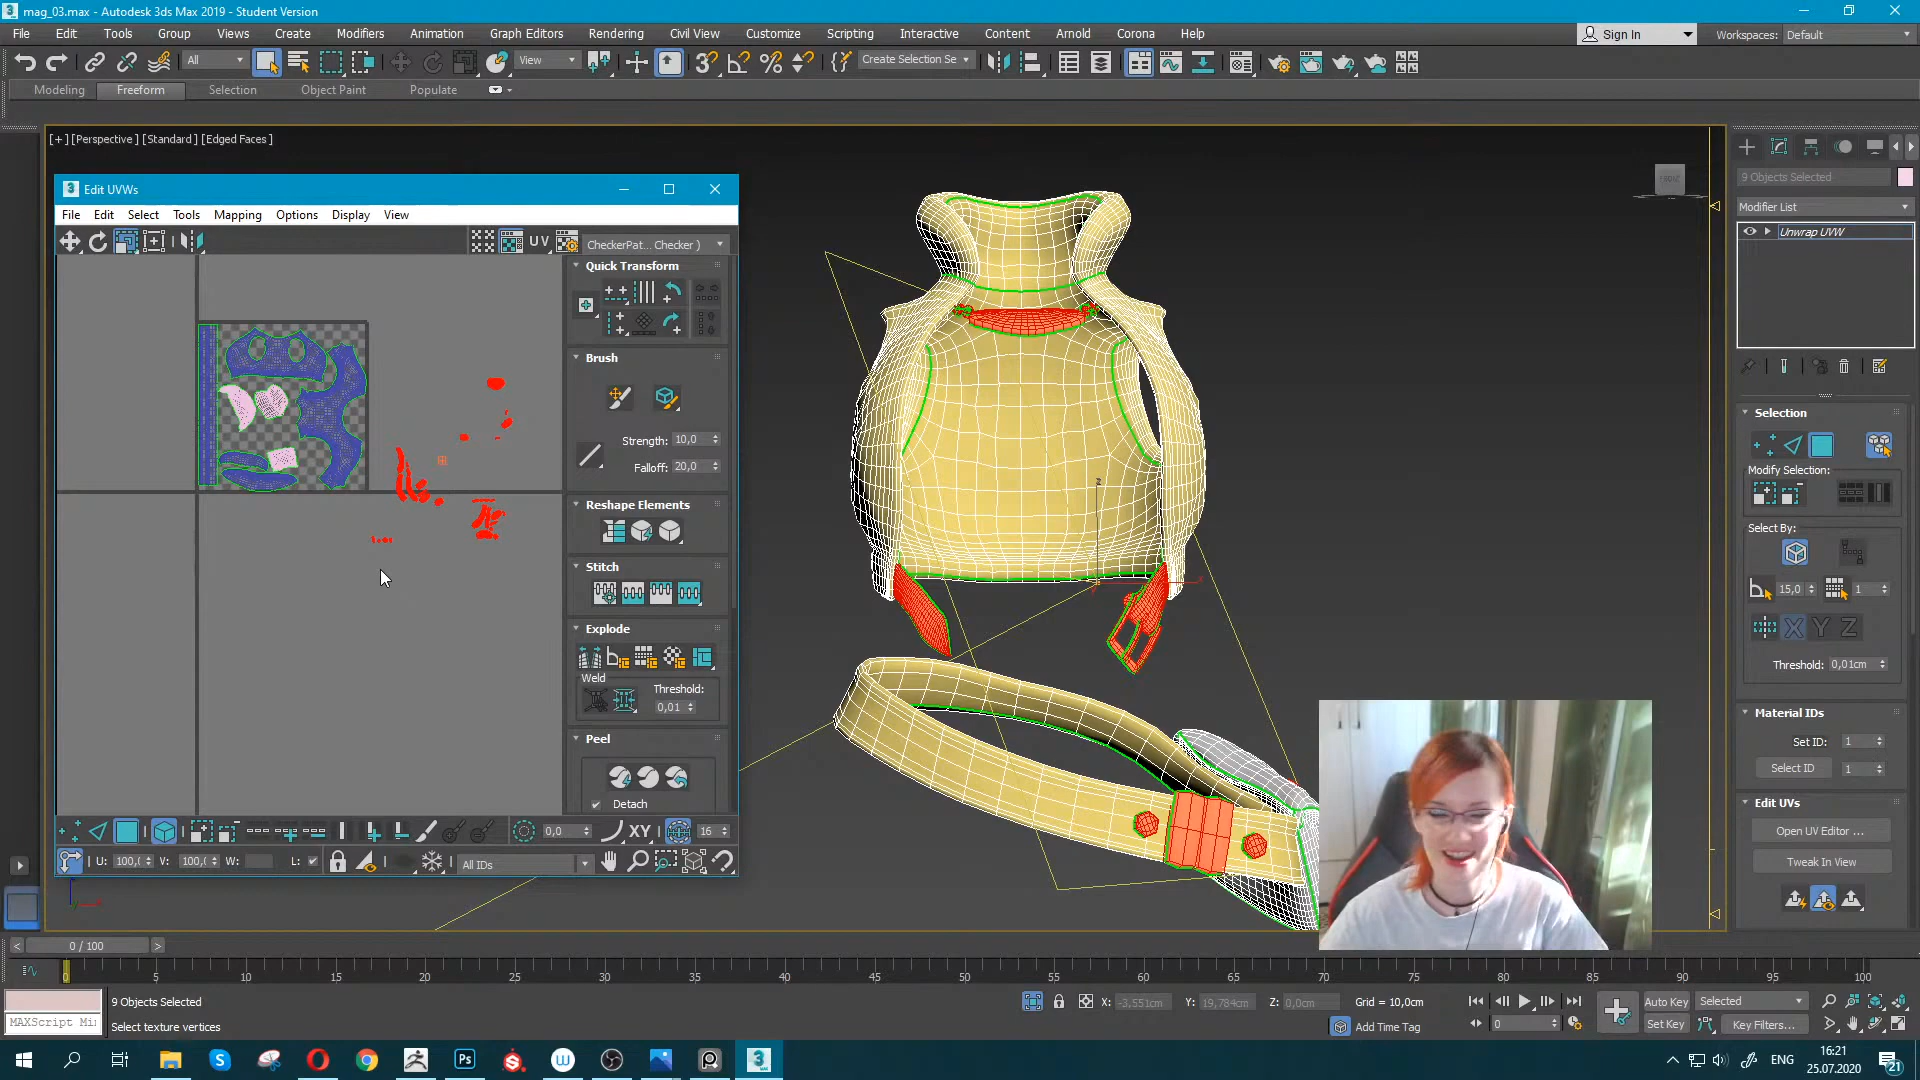 mag_03.max - Autodesk 3ds Max 2019 - Student Version
File Edit Tools Group Views Create Modifiers Animation Graph Editors Rendering Civil View Customize Scripting Interactive Content Arnold Corona Help
Sign In
Workspaces: Default
All
View
Create Selection Se
Modeling Freeform Selection Object Paint Populate
[+][Perspective][Standard][Edged Faces]
Edit UVWs
File Edit Select Tools Mapping Options Display View
UV
CheckerPat... Checker )
Quick Transform
Brush
Strength: 10,0
Falloff: 20,0
Reshape Elements
Stitch
Explode
Weld
Threshold:
0,01
Peel
Detach
0,0
XY
16
U: 100,( V: 100,( W: L:
All IDs
9 Objects Selected
Modifier List
Unwrap UVW
Selection
Modify Selection:
Select By:
15,0 1
X Y Z
Threshold: 0,01cm
Material IDs
Set ID: 1
Select ID 1
Edit UVs
Open UV Editor ...
Tweak In View
< 0 / 100 >
0 5 10 15 20 25 30 35 40 45 50 55 60 65 70 75 80 85 90 95 100
MAXScript Mi
9 Objects Selected
Select texture vertices
X: -3,551cm Y: 19,784cm Z: 0,0cm Grid = 10,0cm
Add Time Tag
0
Auto Key Selected
Set Key Key Filters...
ENG
16:21
25.07.2020
21